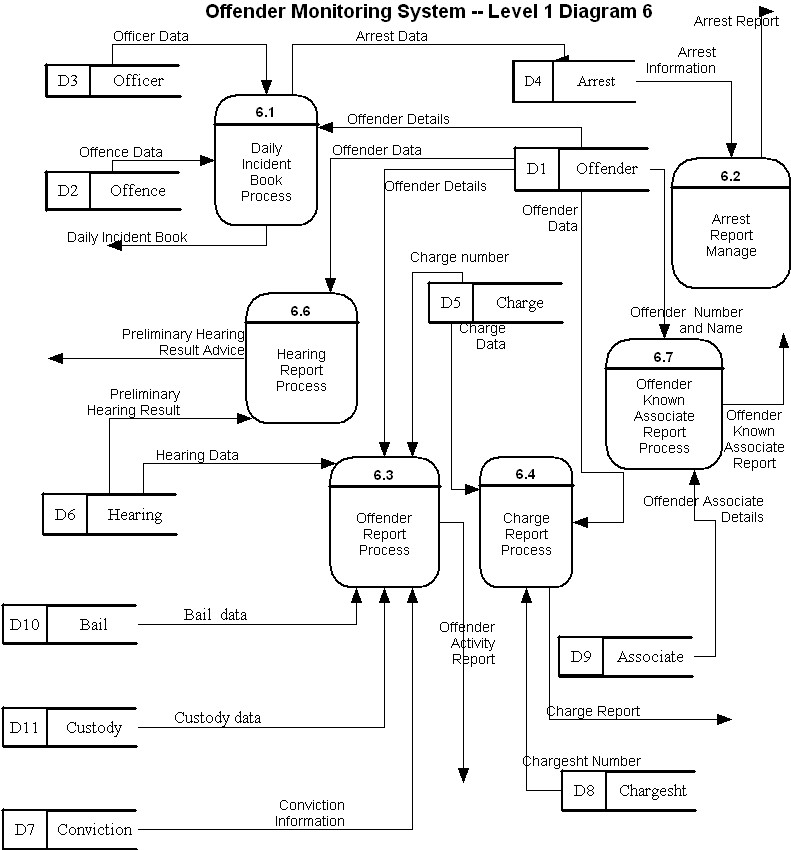 Offender Monitoring System -- Level 1 Diagram 6
Arrest Report
Officer Data
Arrest Data
Arrest
Information
D3 Officer
D4 Arrest
6.1
Daily
Incident
Book
Process
Offender Details
Offence Data
Offender Data
D2 Offence
D1 Offender
6.2
Arrest
Report
Manage
Offender Details
Offender
Data
Daily Incident Book
Charge number
D5 Charge
6.6
Hearing
Report
Process
Offender Number
and Name
Charge
Data
Preliminary Hearing
Result Advice
6.7
Offender
Known
Associate
Report
Process
Preliminary
Hearing Result
Offender
Known
Associate
Report
Hearing Data
6.3
Offender
Report
Process
6.4
Charge
Report
Process
Offender Associate
Details
D6 Hearing
Bail data
D10 Bail
Offender
Activity
Report
D9 Associate
Charge Report
Custody data
D11 Custody
Chargesht Number
D8 Chargesht
Conviction
Information
D7 Conviction